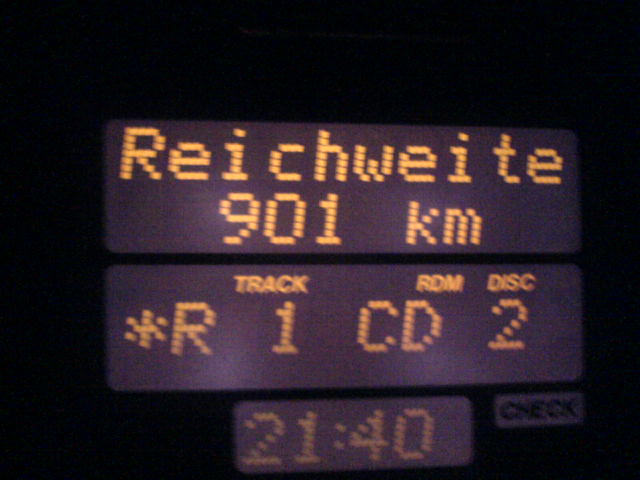 Reichweite
901 km
TRACK RDM DISC
*R 1 CD 2
21:40 CHECK